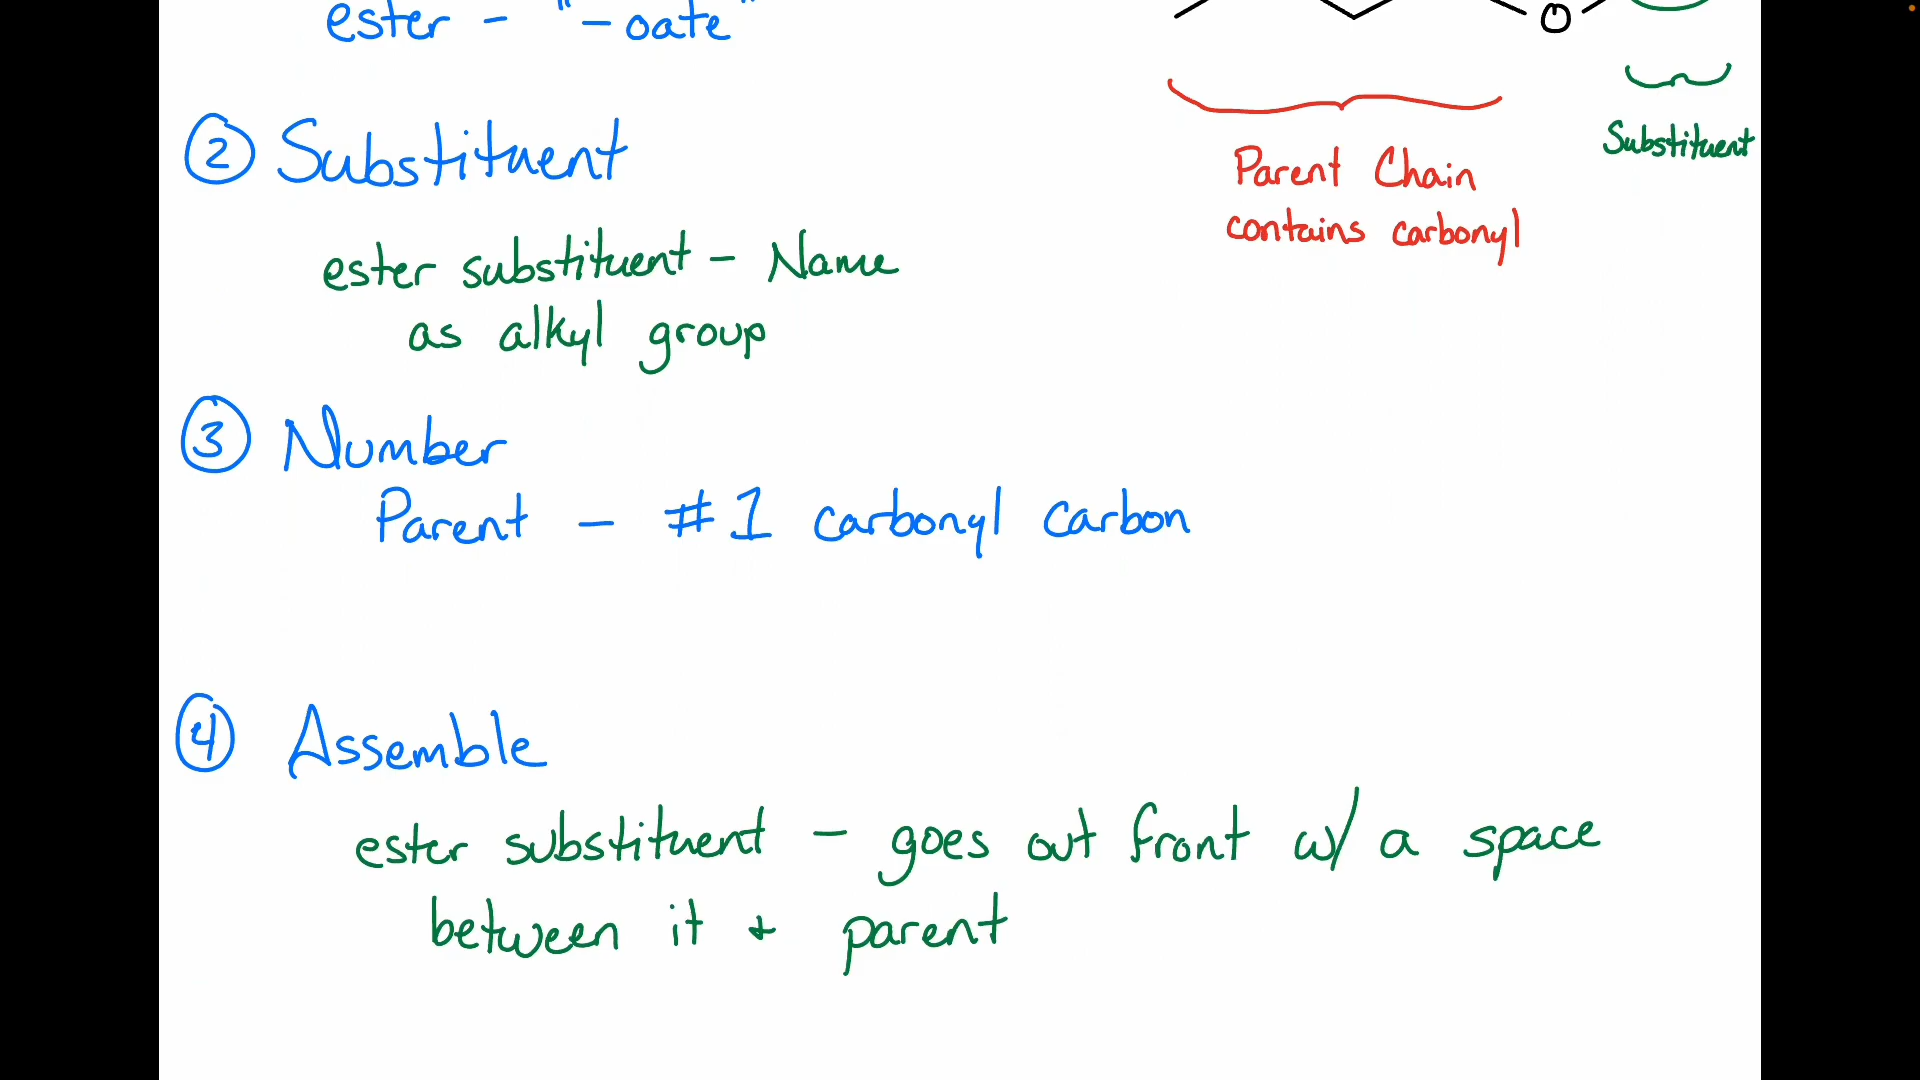 ester - "-oate"
O
Substituent
Parent Chain
contains carbonyl
② Substituent
ester substituent - Name
as alkyl group
③ Number
Parent - #1 carbonyl carbon
④ Assemble
ester substituent - goes out front w/ a space
between it + parent